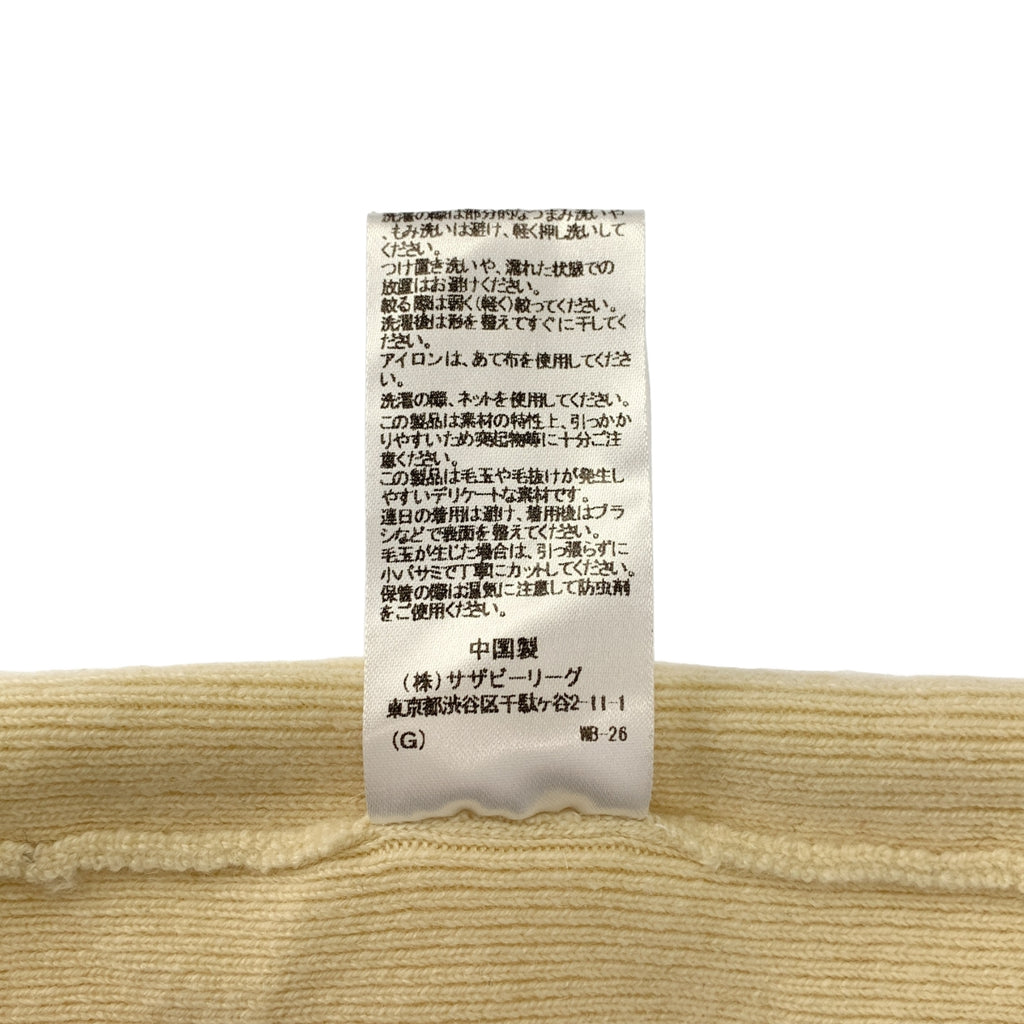 洗濯の際は部分的なつまみ洗いや
、もみ洗いは避け、軽く押し洗いして
ください。
つけ置き洗いや、濡れた状態での
放置はお避けください。
絞る際は弱く(軽く)絞ってください。
洗濯後は形を整えてすぐに干してく
ださい。
アイロンは、あて布を使用してくださ
い。
洗濯の際、ネットを使用してください。
この製品は素材の特性上、引っかか
りやすいため突起物等に十分ご注
意ください。
この製品は毛玉や毛抜けが発生し
やすいデリケートな素材です。
連日の着用は避け、着用後はブラ
シなどで表面を整えてください。
毛玉が生じた場合は、引っ張らずに
小バサミで丁寧にカットしてください。
保管の際は湿気に注意して防虫剤
をご使用ください。
中国製
(株)サザビーリーグ
東京都渋谷区千駄ヶ谷2-11-1
(G) WB-26